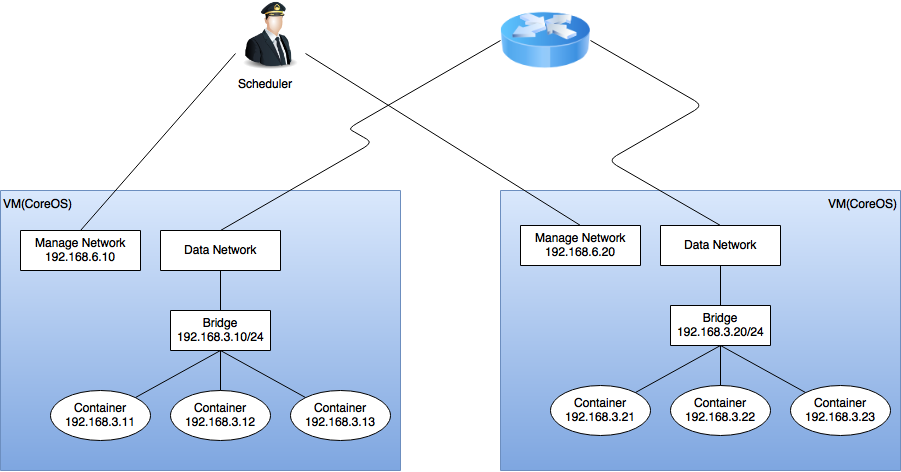 Scheduler
VM(CoreOS)
Manage Network
192.168.6.10
Data Network
Bridge
192.168.3.10/24
Container
192.168.3.11
Container
192.168.3.12
Container
192.168.3.13
VM(CoreOS)
Manage Network
192.168.6.20
Data Network
Bridge
192.168.3.20/24
Container
192.168.3.21
Container
192.168.3.22
Container
192.168.3.23